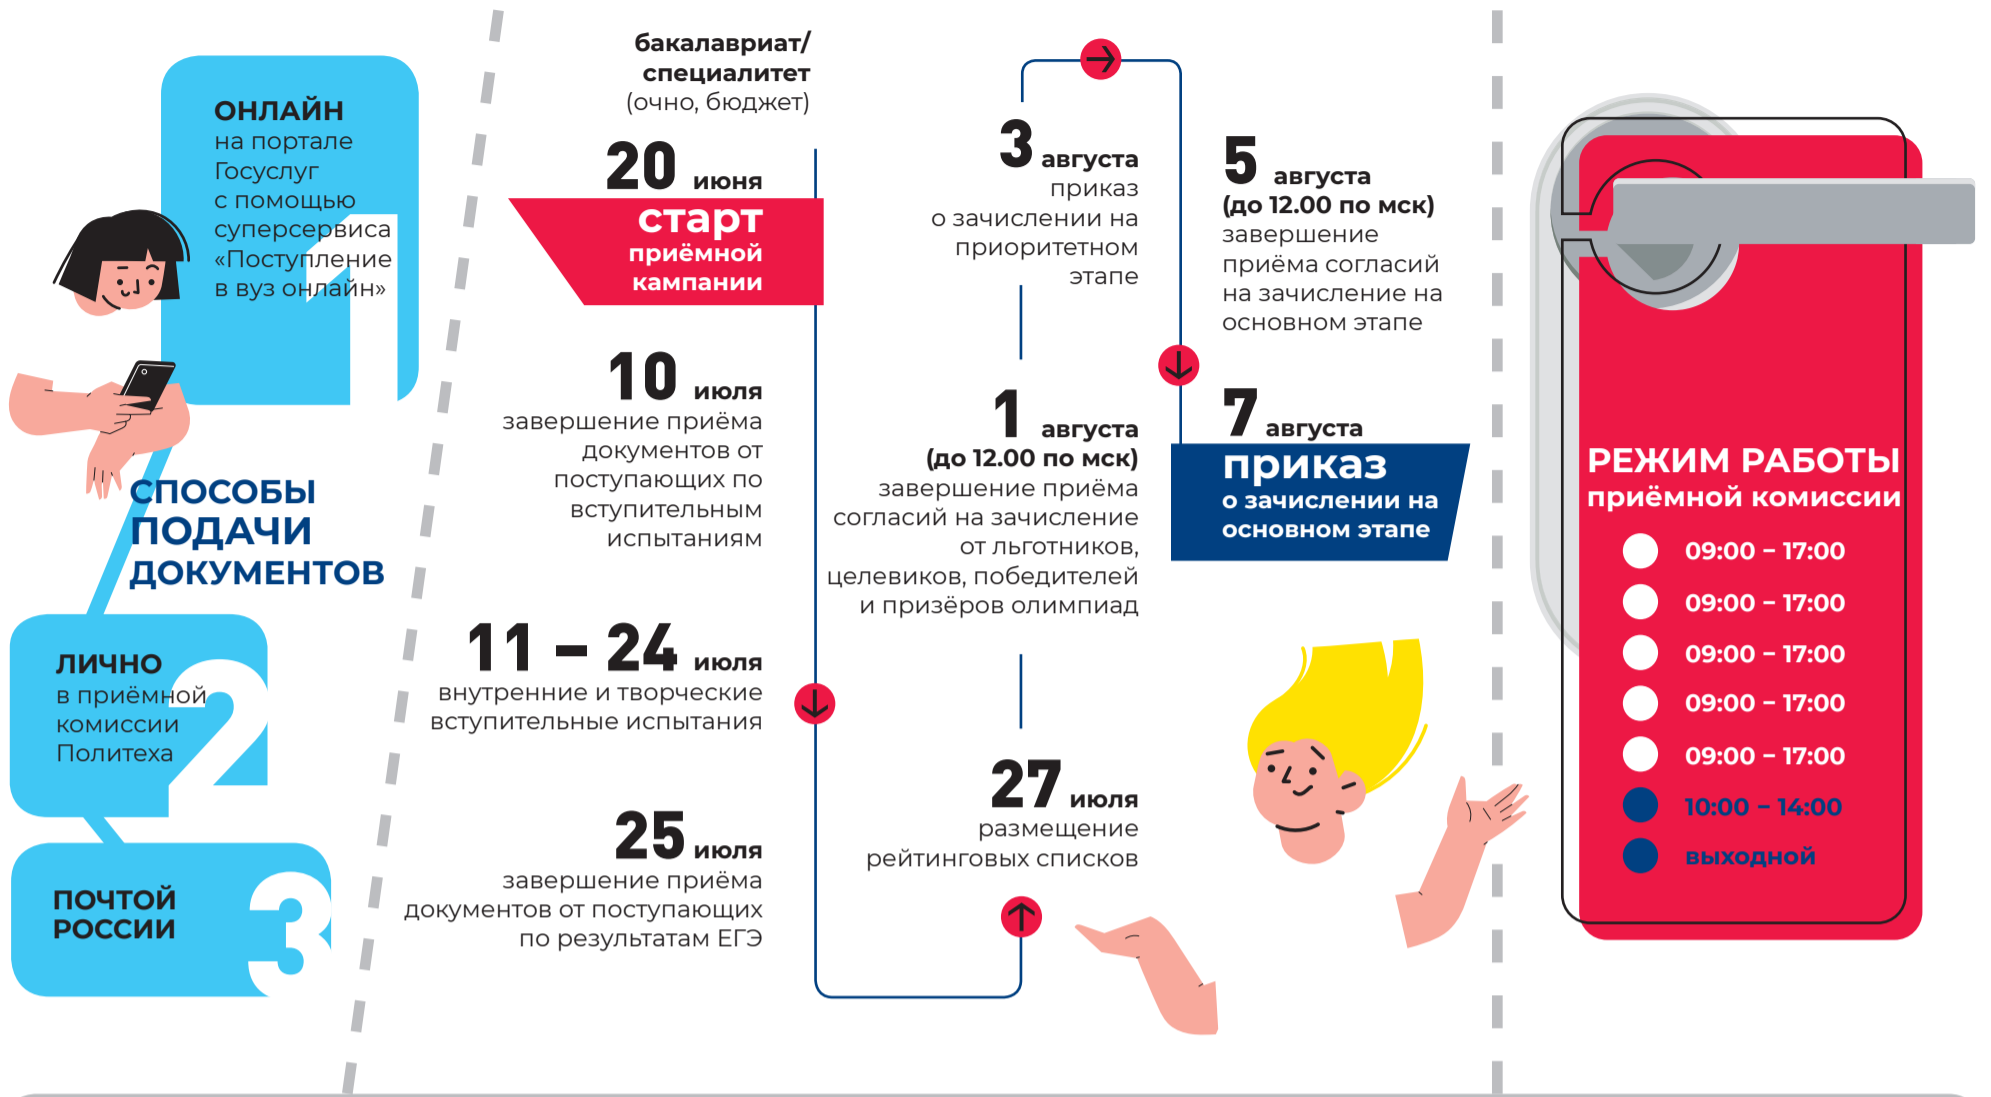 ОНЛАЙН
на портале
Госуслуг
с помощью
суперсервиса
«Поступление
в вуз онлайн»
1
СПОСОБЫ
ПОДАЧИ
ДОКУМЕНТОВ
ЛИЧНО
в приёмной
комиссии
Политеха
2
ПОЧТОЙ
РОССИИ
3
бакалавриат/
специалитет
(очно, бюджет)
20 июня
старт
приёмной
кампании
10 июля
завершение приёма
документов от
поступающих по
вступительным
испытаниям
11 – 24 июля
внутренние и творческие
вступительные испытания
25 июля
завершение приёма
документов от поступающих
по результатам ЕГЭ
27 июля
размещение
рейтинговых списков
1 августа
(до 12.00 по мск)
завершение приёма
согласий на зачисление
от льготников,
целевиков, победителей
и призёров олимпиад
3 августа
приказ
о зачислении на
приоритетном
этапе
5 августа
(до 12.00 по мск)
завершение
приёма согласий
на зачисление на
основном этапе
7 августа
приказ
о зачислении на
основном этапе
РЕЖИМ РАБОТЫ
приёмной комиссии
09:00 – 17:00
09:00 – 17:00
09:00 – 17:00
09:00 – 17:00
09:00 – 17:00
10:00 – 14:00
выходной